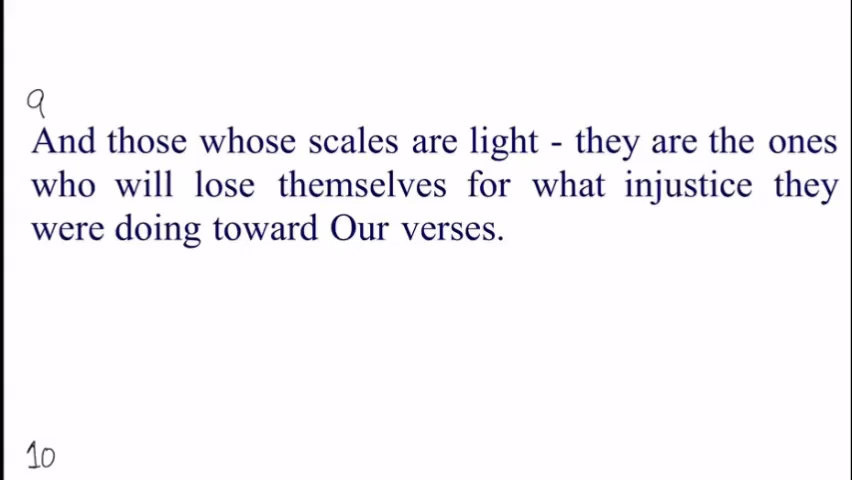 9
And those whose scales are light - they are the ones
who will lose themselves for what injustice they
were doing toward Our verses.
10